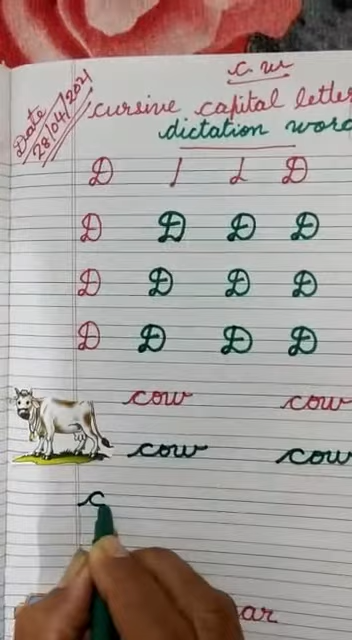 c.w
Date
28/04/2021
cursive capital letter
dictation word
D D
D D D D
D D D D
D D D D
cow cow
cow cow
c
ar